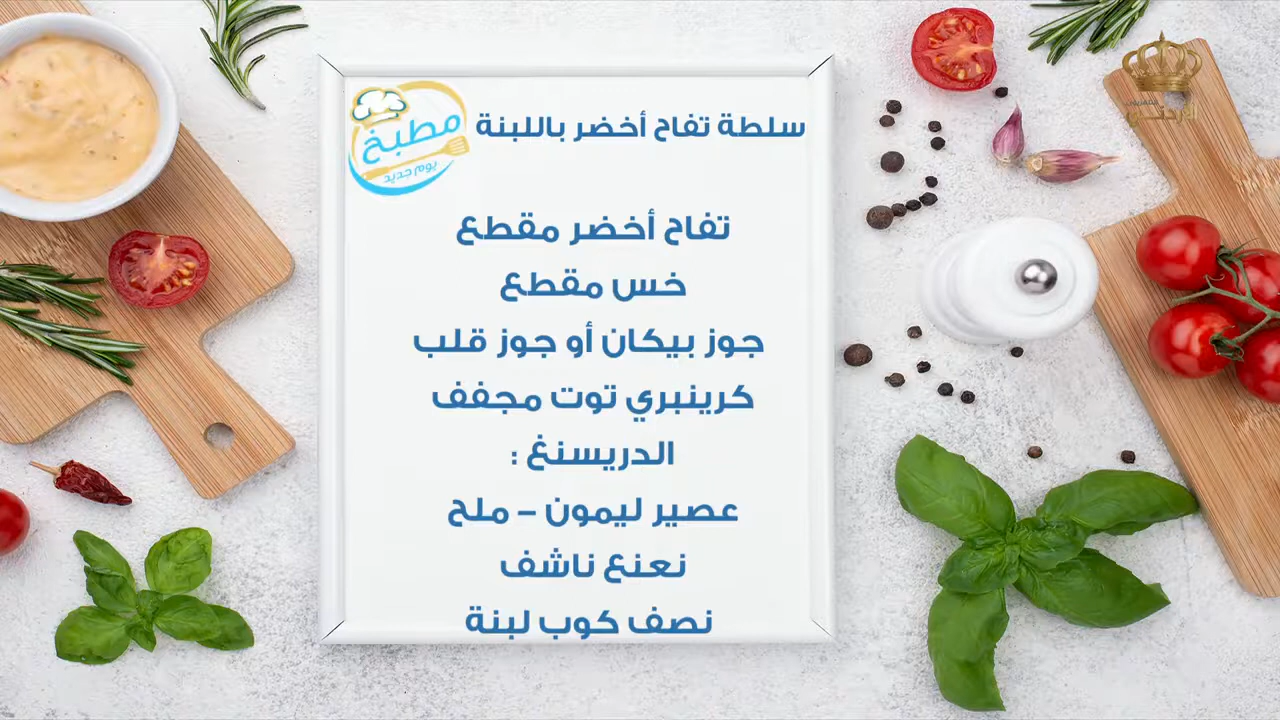 سلطة تفاح أخضر باللبنة
مطبخ
يوم جديد
تفاح أخضر مقطع
خس مقطع
جوز بيكان أو جوز قلب
كرينبري توت مجفف
الدريسنغ :
عصير ليمون – ملح
نعنع ناشف
نصف كوب لبنة
الأردني